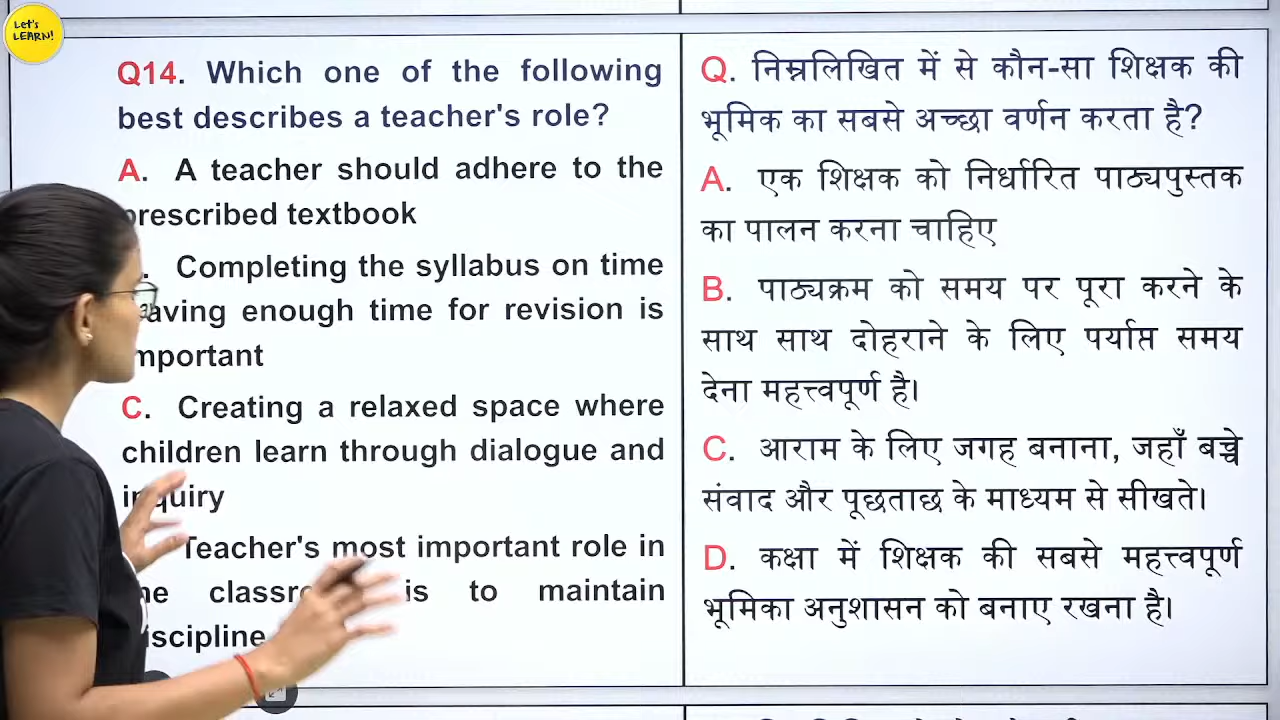 Let's
LEARN!
Q14. Which one of the following
best describes a teacher's role?
A. A teacher should adhere to the
prescribed textbook
Completing the syllabus on time
enough time for revision is
important
C. Creating a relaxed space where
children learn through dialogue and
inquiry
Teacher's most important role in
is to maintain
discipline
Q. निम्नलिखित में से कौन-सा शिक्षक की
भूमिक का सबसे अच्छा वर्णन करता है?
A. एक शिक्षक को निर्धारित पाठ्यपुस्तक
का पालन करना चाहिए
B. पाठ्यक्रम को समय पर पूरा करने के
साथ साथ दोहराने के लिए पर्याप्त समय
देना महत्त्वपूर्ण है।
C. आराम के लिए जगह बनाना, जहाँ बच्चे
संवाद और पूछताछ के माध्यम से सीखते।
D. कक्षा में शिक्षक की सबसे महत्त्वपूर्ण
भूमिका अनुशासन को बनाए रखना है।